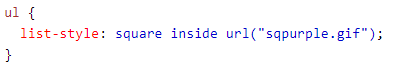 ul {
  list-style: square inside url("sqpurple.gif");
}